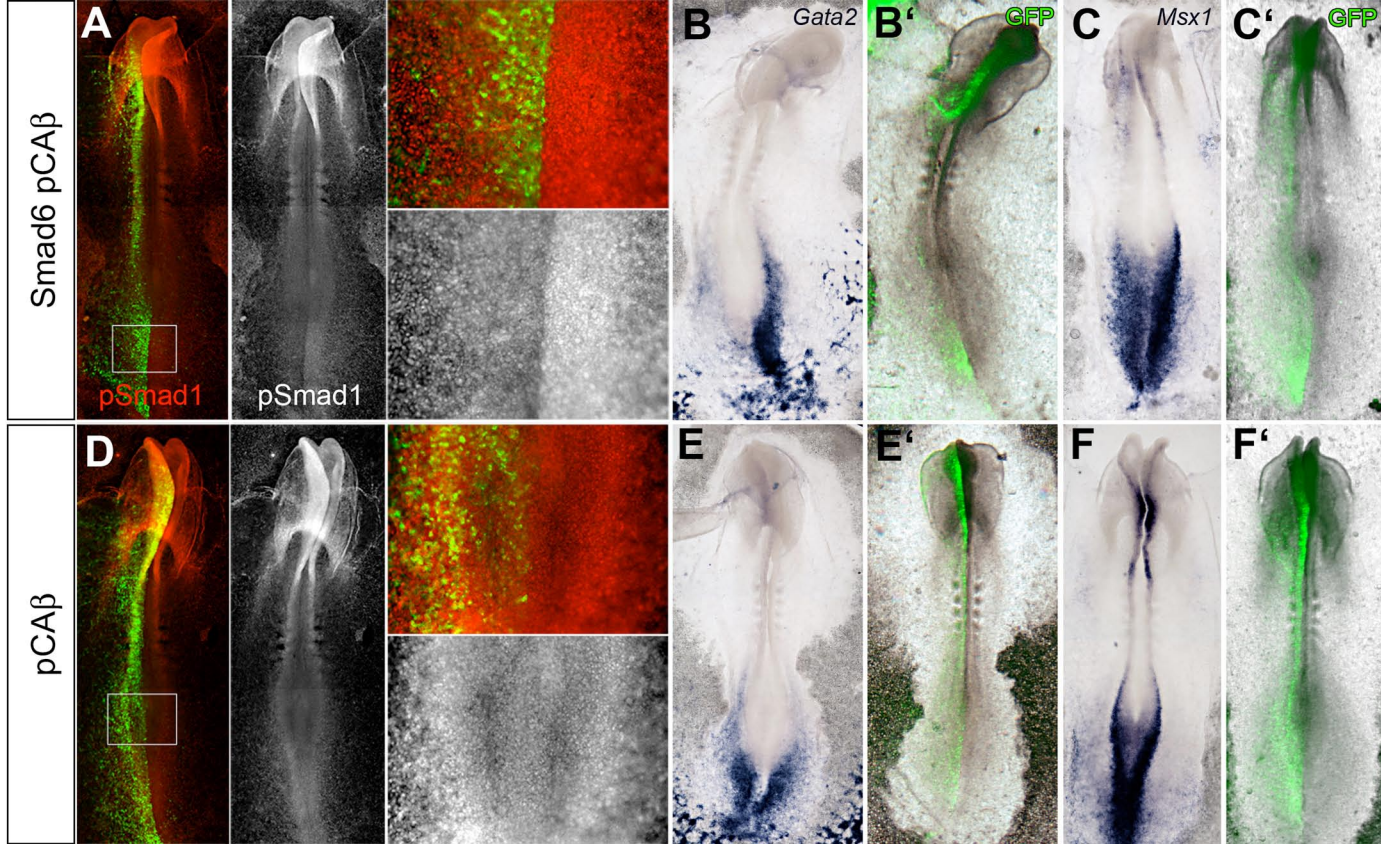 Smad6 pCAβ
A
pSmad1
pSmad1
B
Gata2
B‘
GFP
C
Msx1
C‘
GFP
pCAβ
D
E
E‘
F
F‘